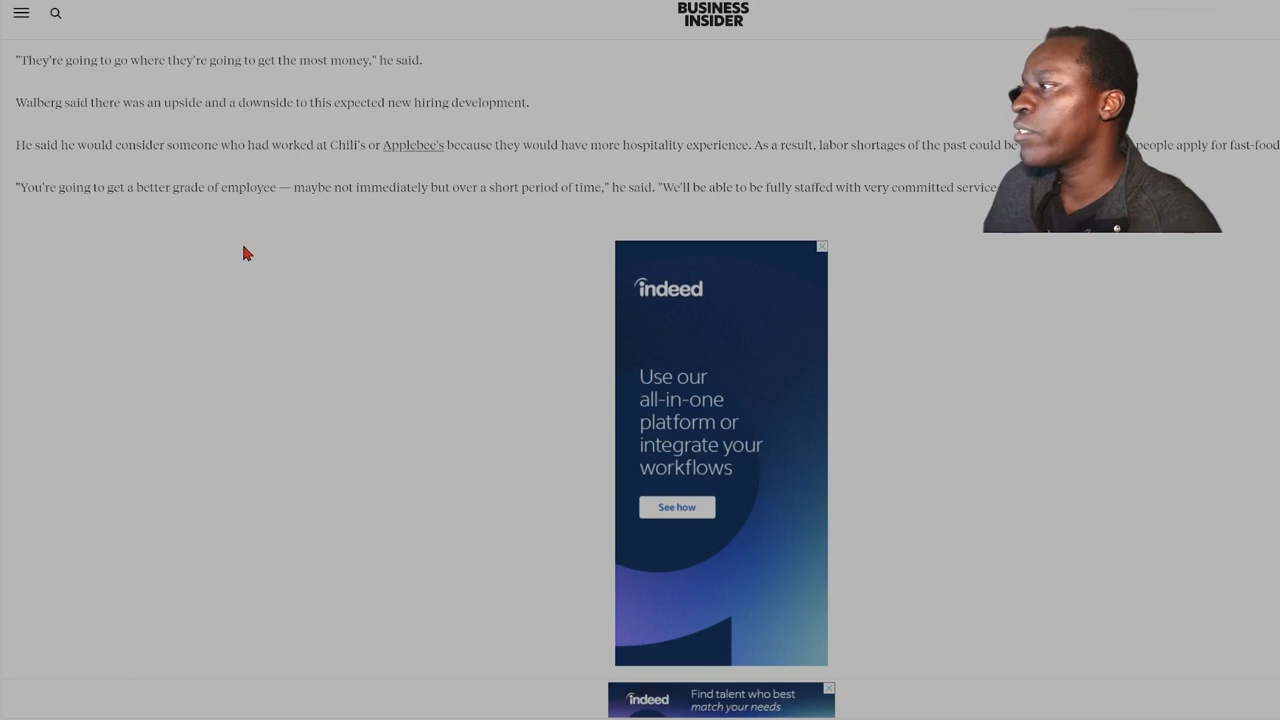 BUSINESS
INSIDER
"They're going to go where they're going to get the most money," he said.
Walberg said there was an upside and a downside to this expected new hiring development.
He said he would consider someone who had worked at Chili's or Applebee's because they would have more hospitality experience. As a result, labor shortages of the past could be people apply for fast-food
"You're going to get a better grade of employee — maybe not immediately but over a short period of time," he said. "We'll be able to be fully staffed with very committed service
indeed
Use our
all-in-one
platform or
integrate your
workflows
See how
indeed
Find talent who best
match your needs